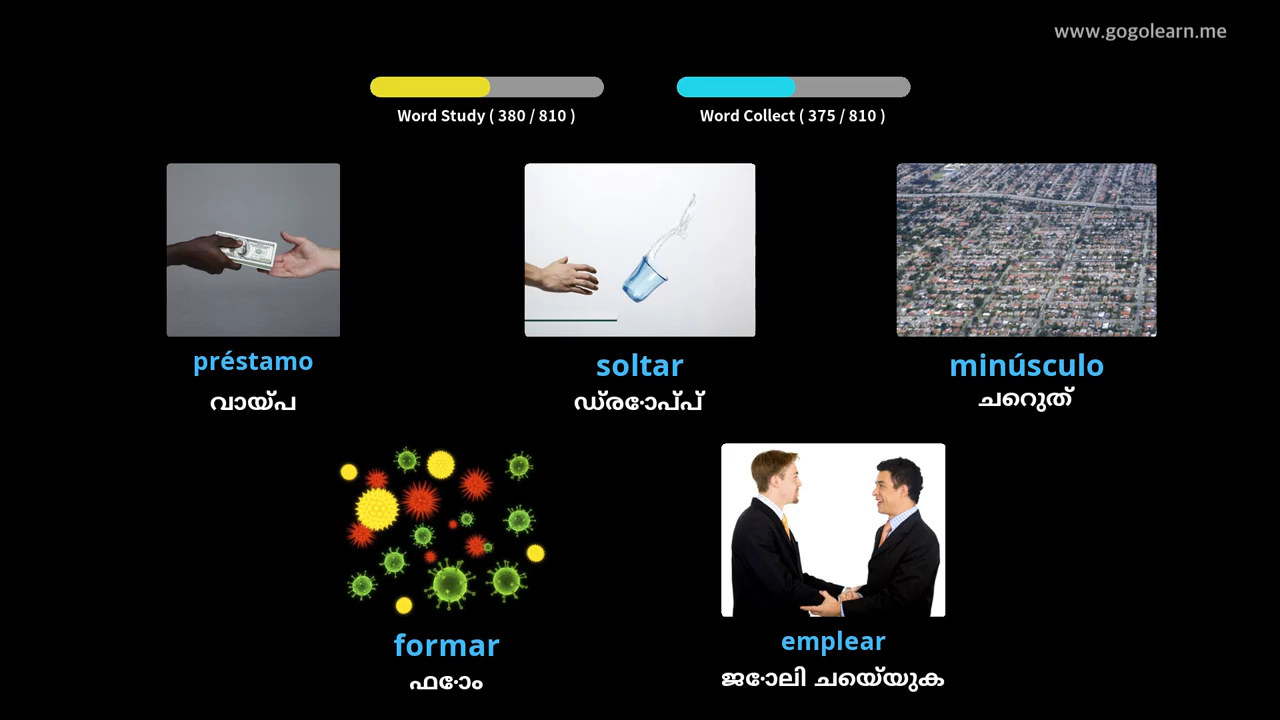 www.gogolearn.me
Word Study ( 380 / 810 )
Word Collect ( 375 / 810 )
préstamo
വായ്പ
soltar
ഡ്രോപ്പ്
minúsculo
ചെറുത്
formar
ഫോം
emplear
ജോലി ചെയ്യുക